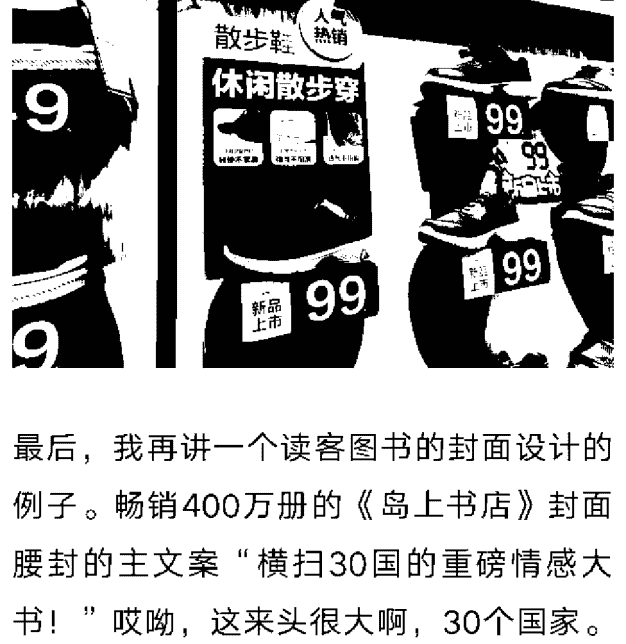 人气
热销
散步鞋
休闲散步穿
9
新品
上市
99
99
新品
上市
99
新品
上市
99
9
最后，我再讲一个读客图书的封面设计的
例子。畅销400万册的《岛上书店》封面
腰封的主文案“横扫30国的重磅情感大
书！”哎呦，这来头很大啊，30个国家。